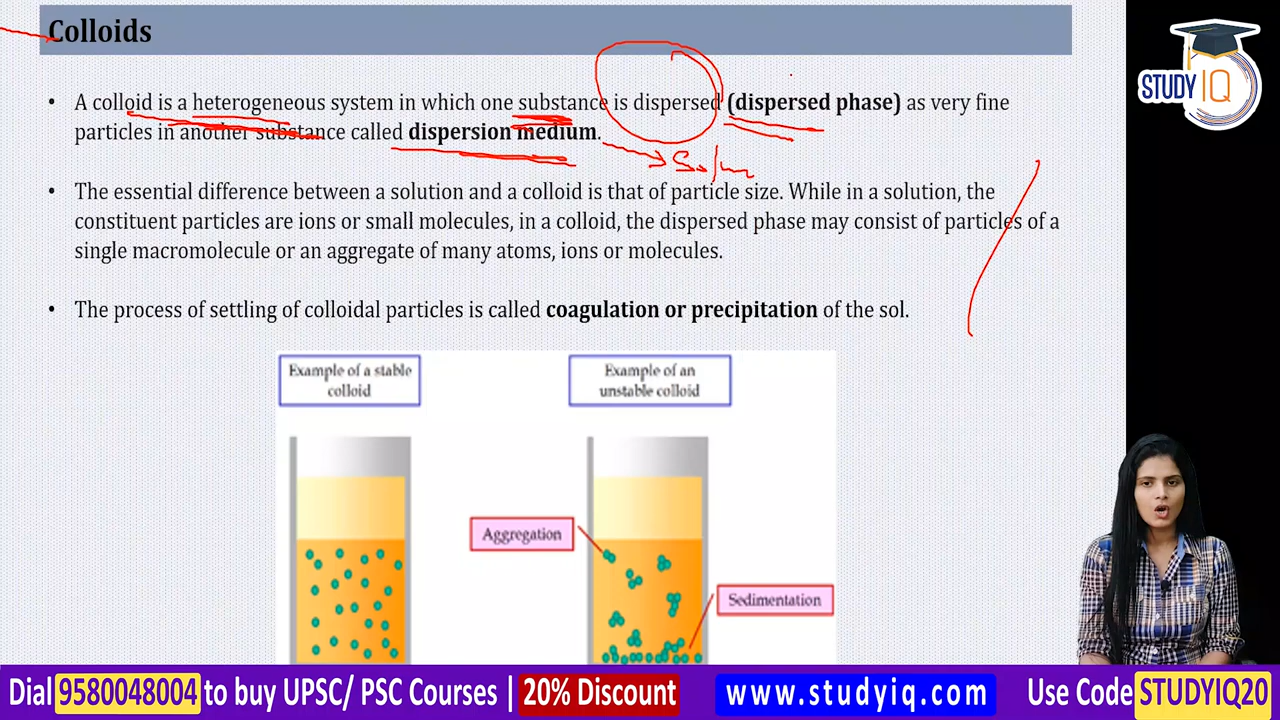 Colloids
STUDY IQ
• A colloid is a heterogeneous system in which one substance is dispersed (dispersed phase) as very fine
particles in another substance called dispersion medium.
Soln
• The essential difference between a solution and a colloid is that of particle size. While in a solution, the
constituent particles are ions or small molecules, in a colloid, the dispersed phase may consist of particles of a
single macromolecule or an aggregate of many atoms, ions or molecules.
• The process of settling of colloidal particles is called coagulation or precipitation of the sol.
Example of a stable
colloid
Example of an
unstable colloid
Aggregation
Sedimentation
Dial 9580048004 to buy UPSC/ PSC Courses | 20% Discount www.studyiq.com Use Code STUDYIQ20